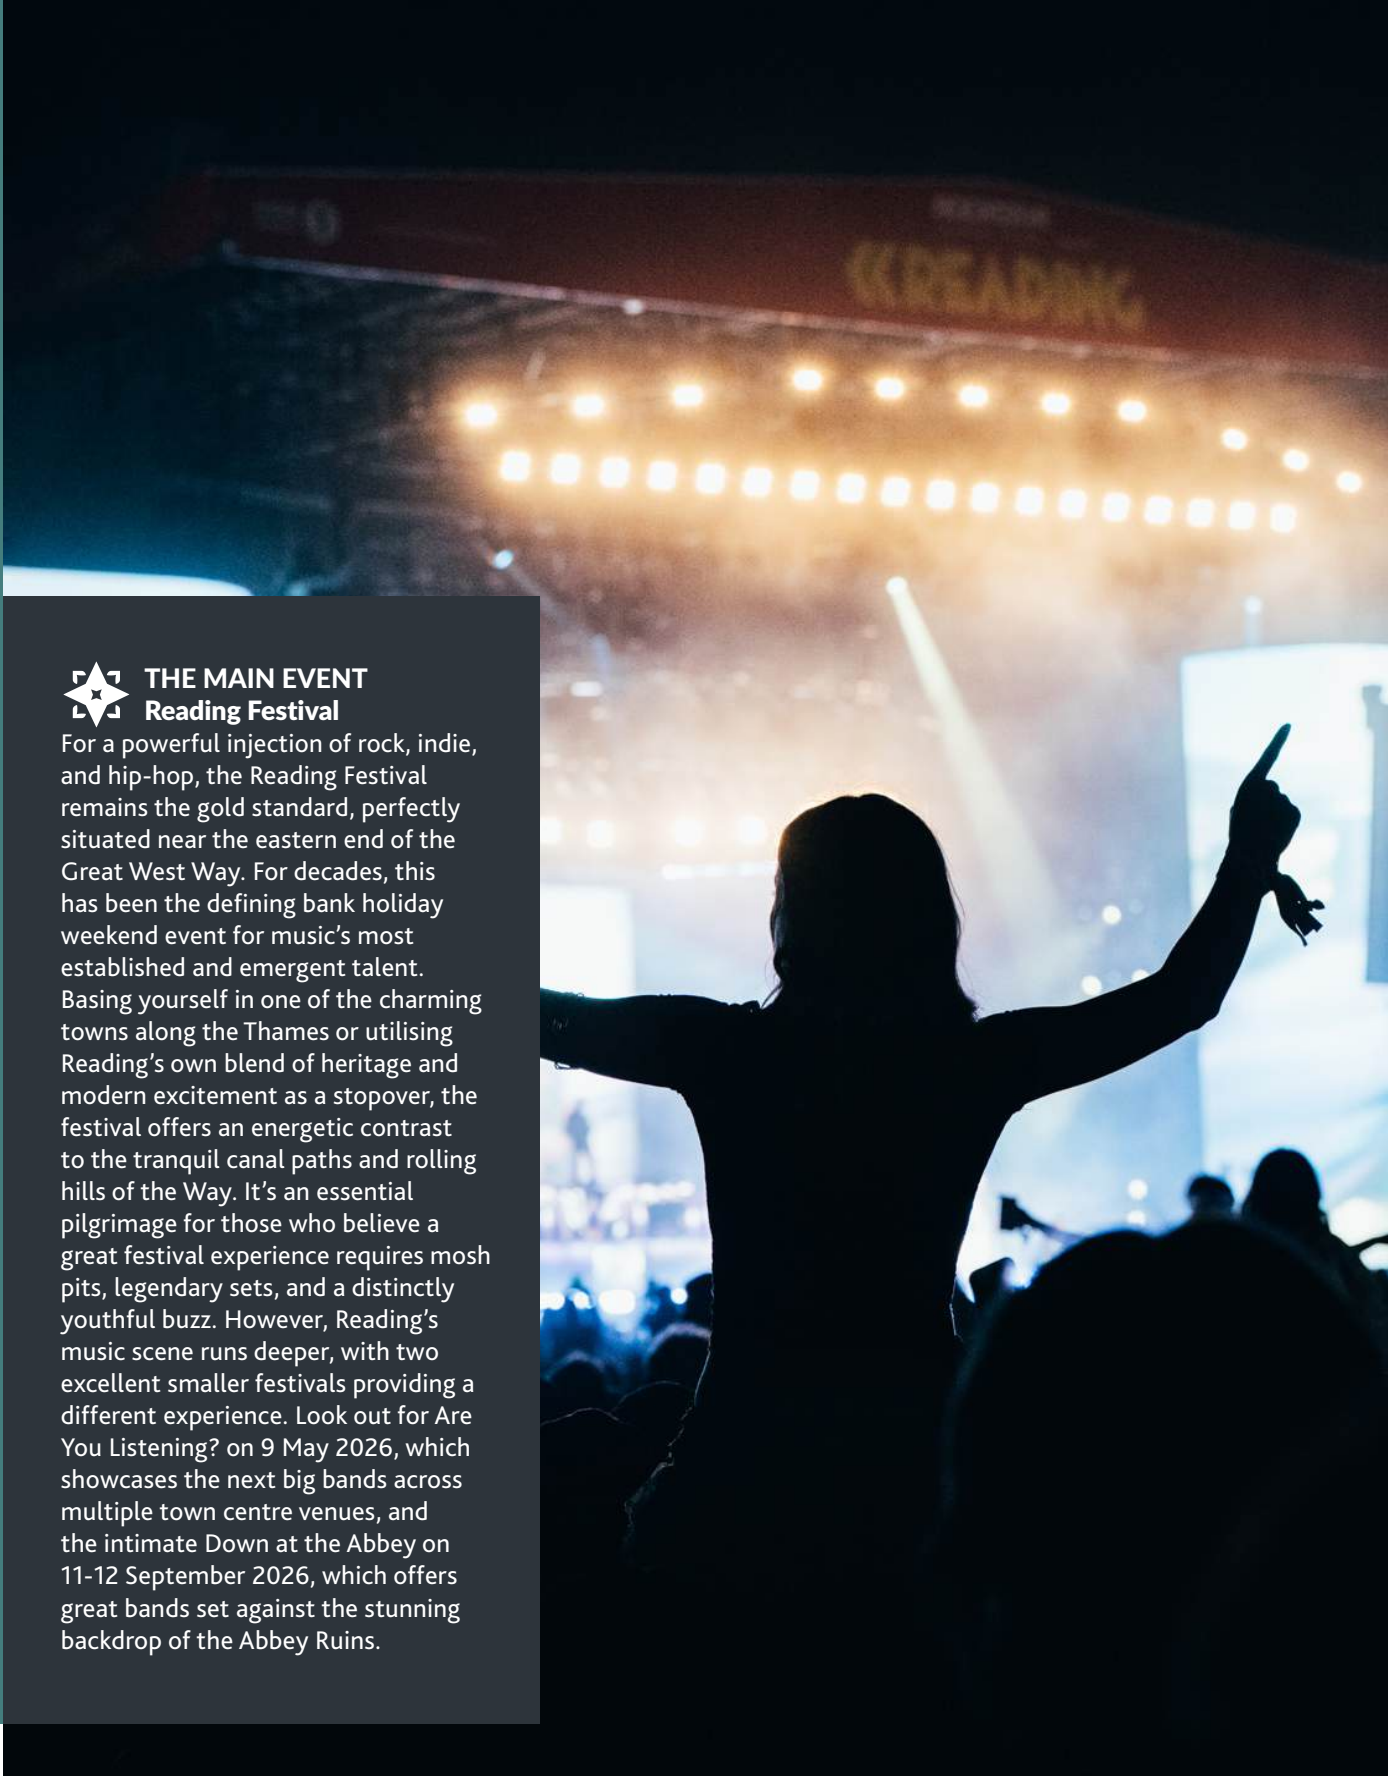 READING
THE MAIN EVENT
Reading Festival
For a powerful injection of rock, indie,
and hip-hop, the Reading Festival
remains the gold standard, perfectly
situated near the eastern end of the
Great West Way. For decades, this
has been the defining bank holiday
weekend event for music’s most
established and emergent talent.
Basing yourself in one of the charming
towns along the Thames or utilising
Reading’s own blend of heritage and
modern excitement as a stopover, the
festival offers an energetic contrast
to the tranquil canal paths and rolling
hills of the Way. It’s an essential
pilgrimage for those who believe a
great festival experience requires mosh
pits, legendary sets, and a distinctly
youthful buzz. However, Reading’s
music scene runs deeper, with two
excellent smaller festivals providing a
different experience. Look out for Are
You Listening? on 9 May 2026, which
showcases the next big bands across
multiple town centre venues, and
the intimate Down at the Abbey on
11-12 September 2026, which offers
great bands set against the stunning
backdrop of the Abbey Ruins.